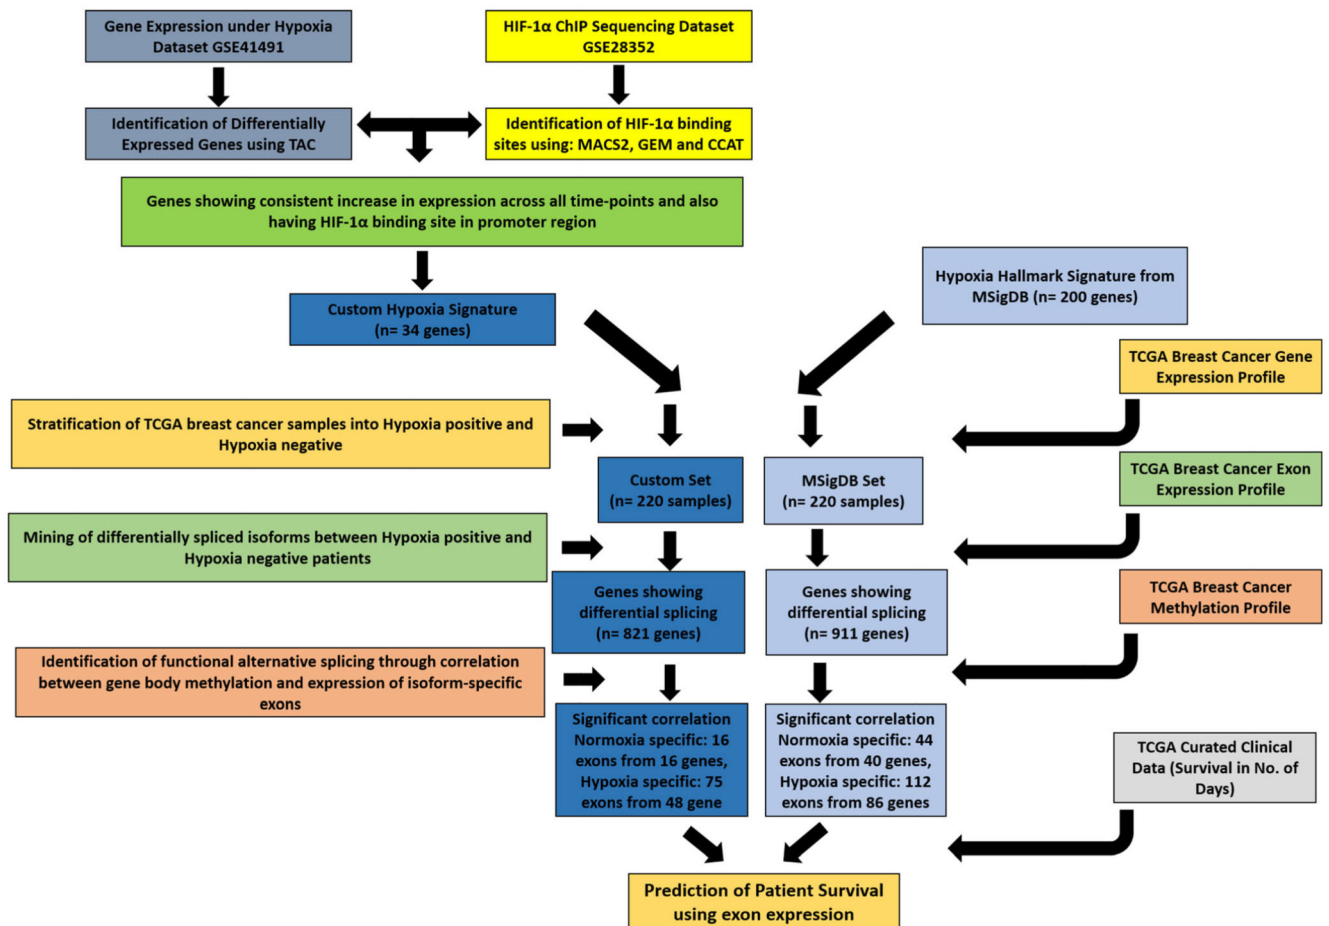 Gene Expression under Hypoxia
Dataset GSE41491
HIF-1α ChIP Sequencing Dataset
GSE28352
Identification of Differentially
Expressed Genes using TAC
Identification of HIF-1α binding
sites using: MACS2, GEM and CCAT
Genes showing consistent increase in expression across all time-points and also
having HIF-1α binding site in promoter region
Custom Hypoxia Signature
(n= 34 genes)
Hypoxia Hallmark Signature from
MSigDB (n= 200 genes)
TCGA Breast Cancer Gene
Expression Profile
Stratification of TCGA breast cancer samples into Hypoxia positive and
Hypoxia negative
Custom Set
(n= 220 samples)
MSigDB Set
(n= 220 samples)
TCGA Breast Cancer Exon
Expression Profile
Mining of differentially spliced isoforms between Hypoxia positive and
Hypoxia negative patients
Genes showing
differential splicing
(n= 821 genes)
Genes showing
differential splicing
(n= 911 genes)
TCGA Breast Cancer
Methylation Profile
Identification of functional alternative splicing through correlation
between gene body methylation and expression of isoform-specific
exons
Significant correlation
Normoxia specific: 16
exons from 16 genes,
Hypoxia specific: 75
exons from 48 gene
Significant correlation
Normoxia specific: 44
exons from 40 genes,
Hypoxia specific: 112
exons from 86 genes
TCGA Curated Clinical
Data (Survival in No. of
Days)
Prediction of Patient Survival
using exon expression